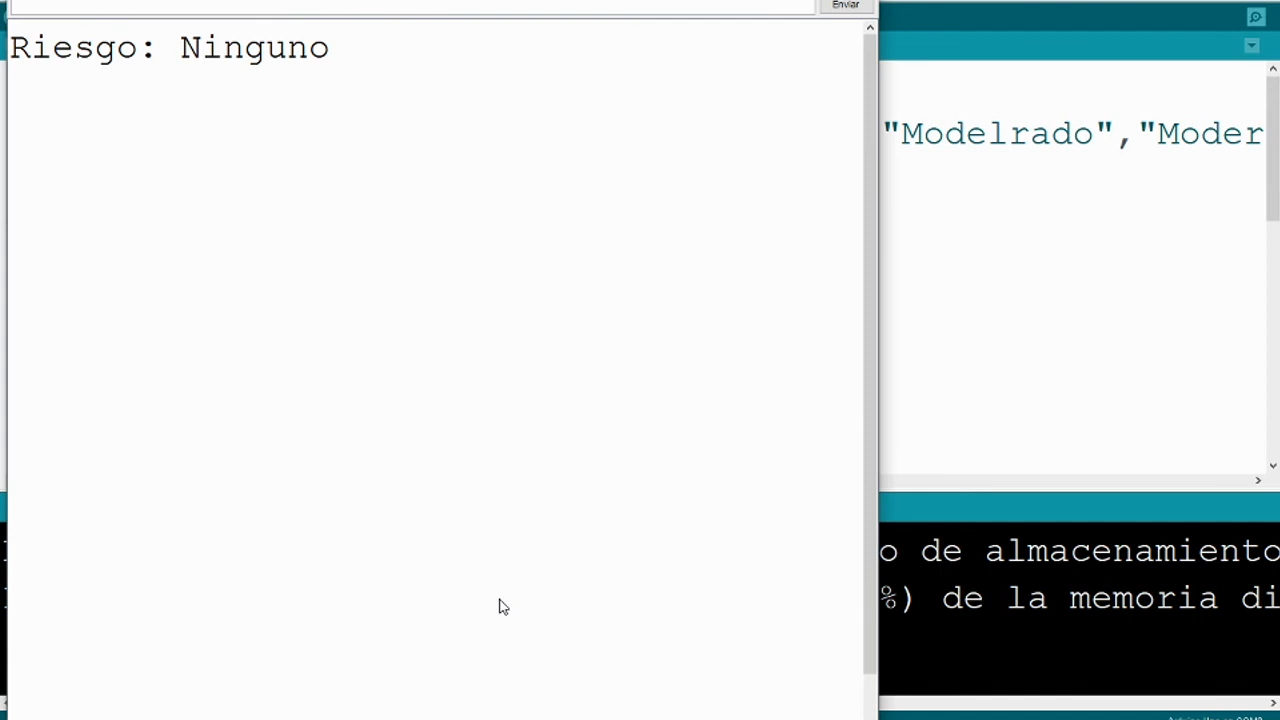 Enviar
Riesgo: Ninguno
"Modelrado","Moder
o de almacenamiento
%) de la memoria di